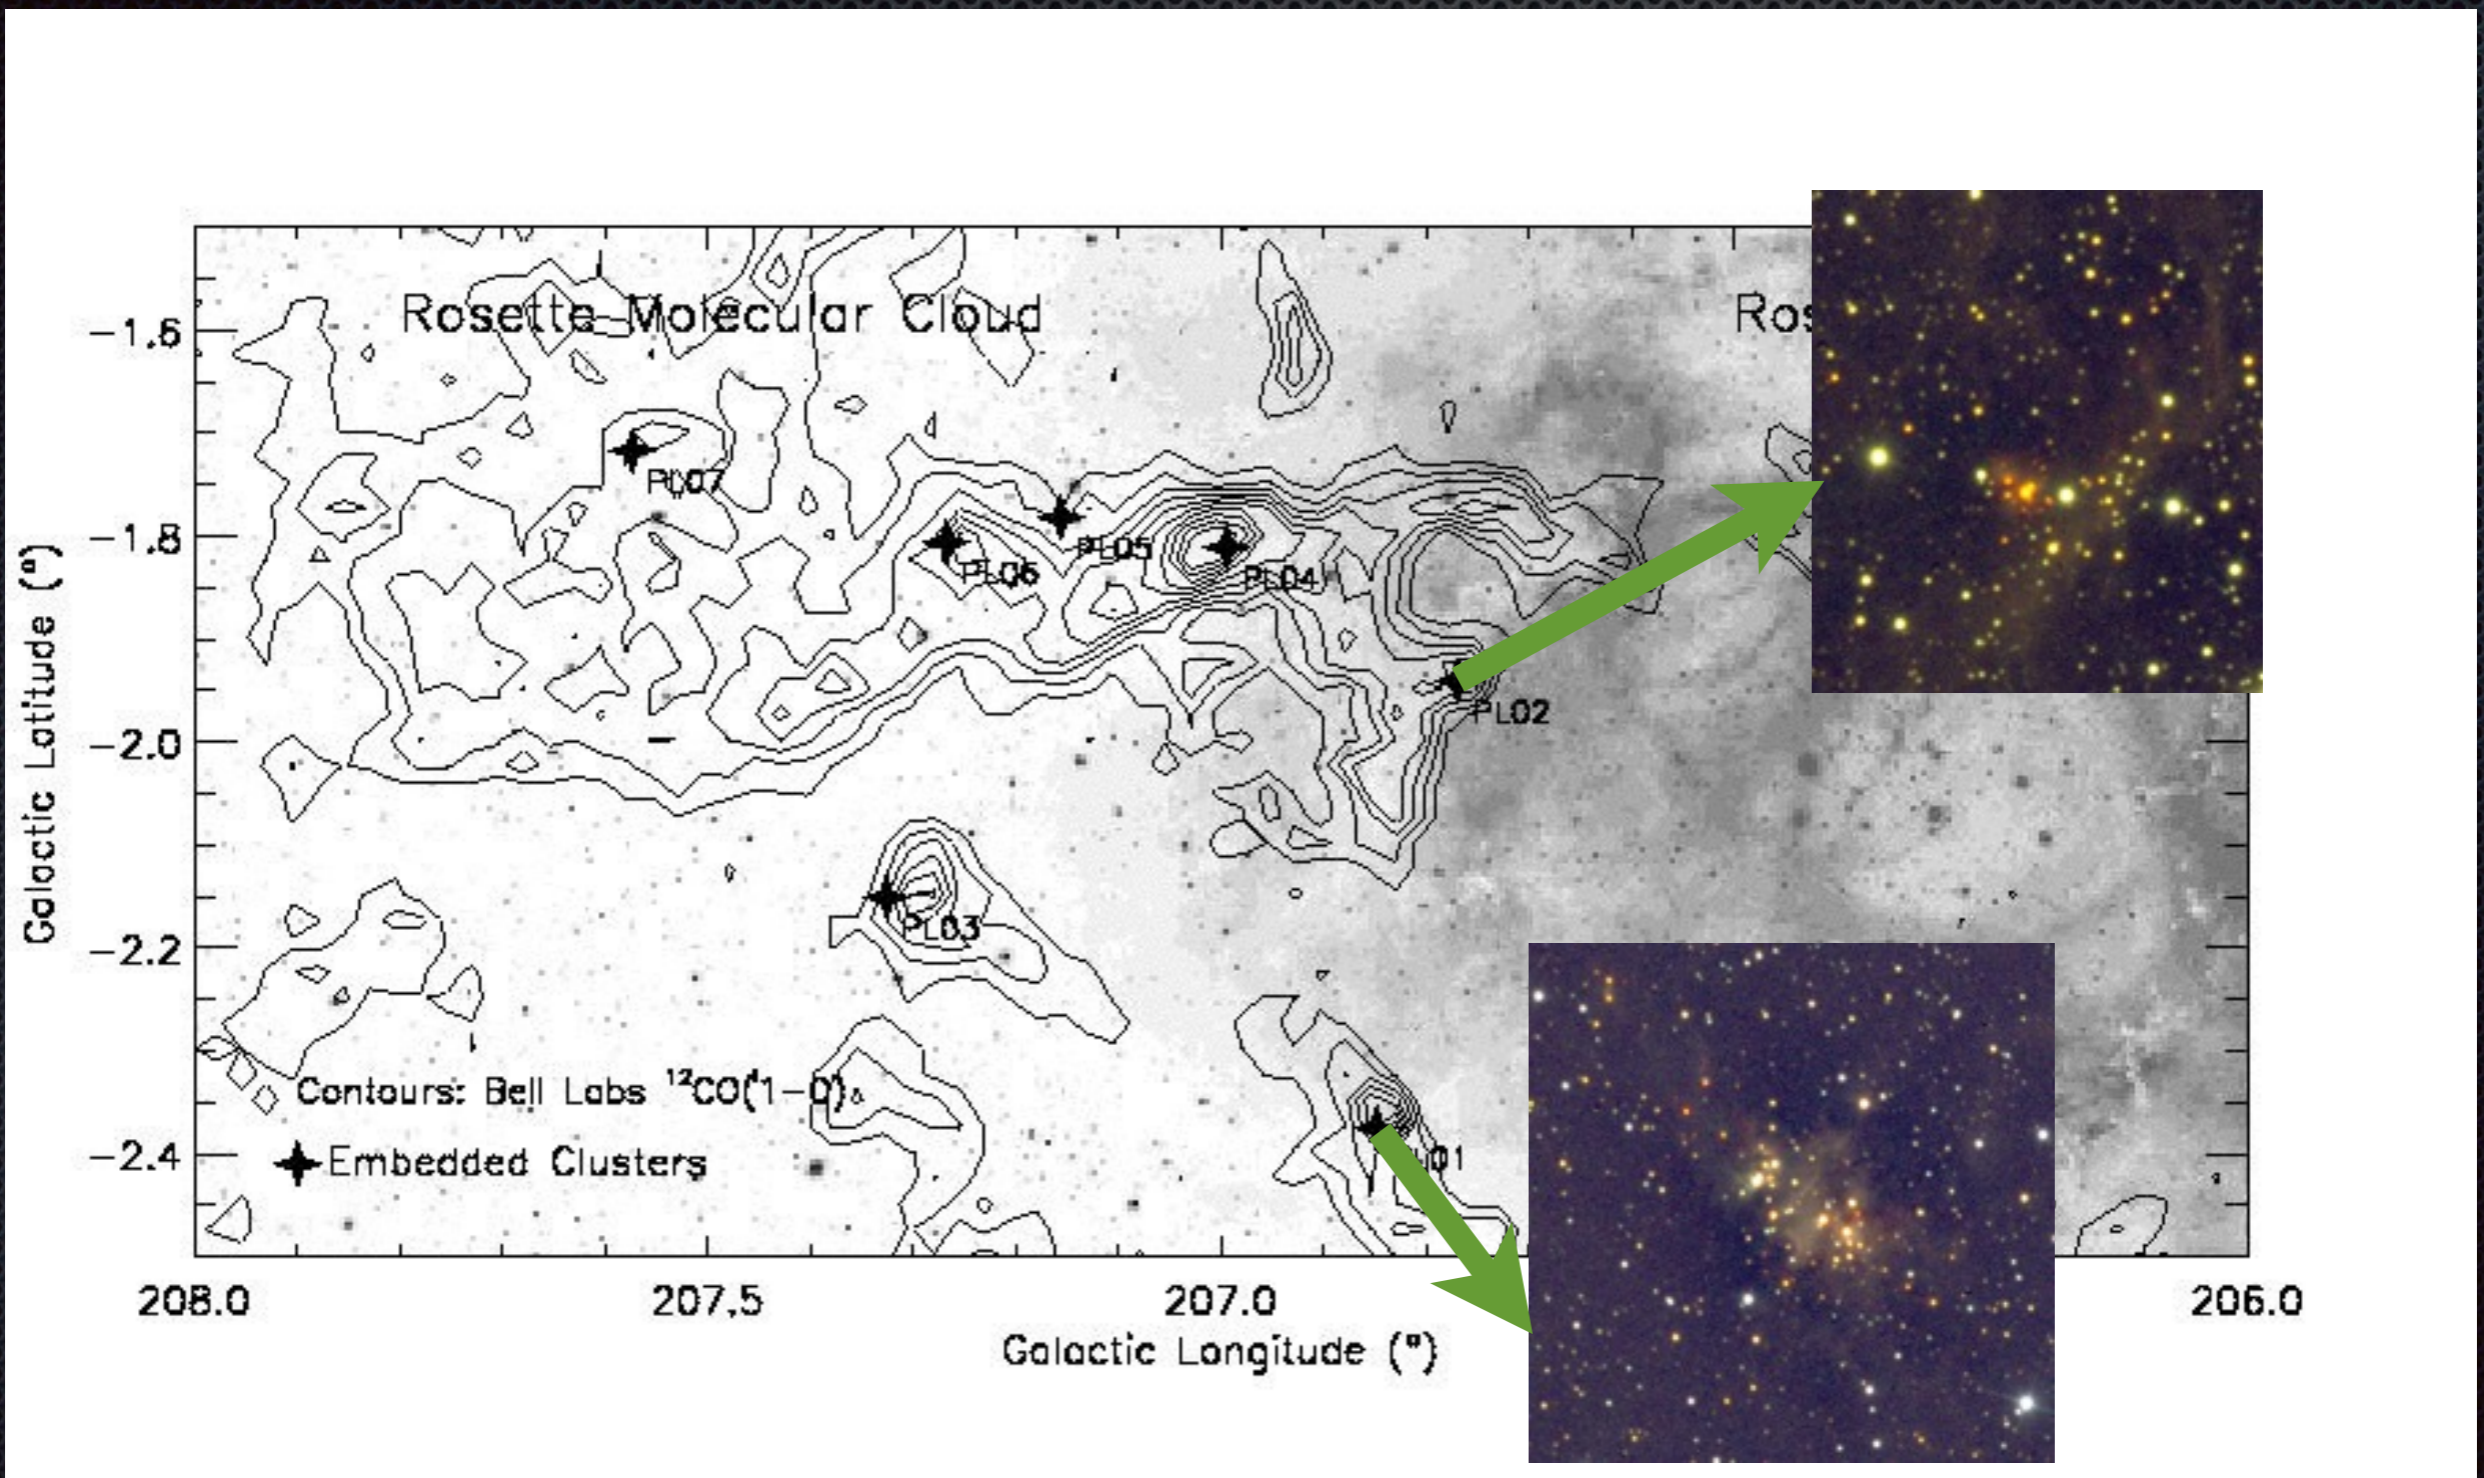 Rosette Molecular Cloud
Ros
-1.6
PL07
-1.8
PL05
PL06
PL04
PL02
Galactic Latitude (°)
-2.0
PL03
-2.2
Contours: Bell Labs ¹²CO(1-0)
-2.4
Embedded Clusters
01
208.0
207.5
207.0
206.0
Galactic Longitude (°)